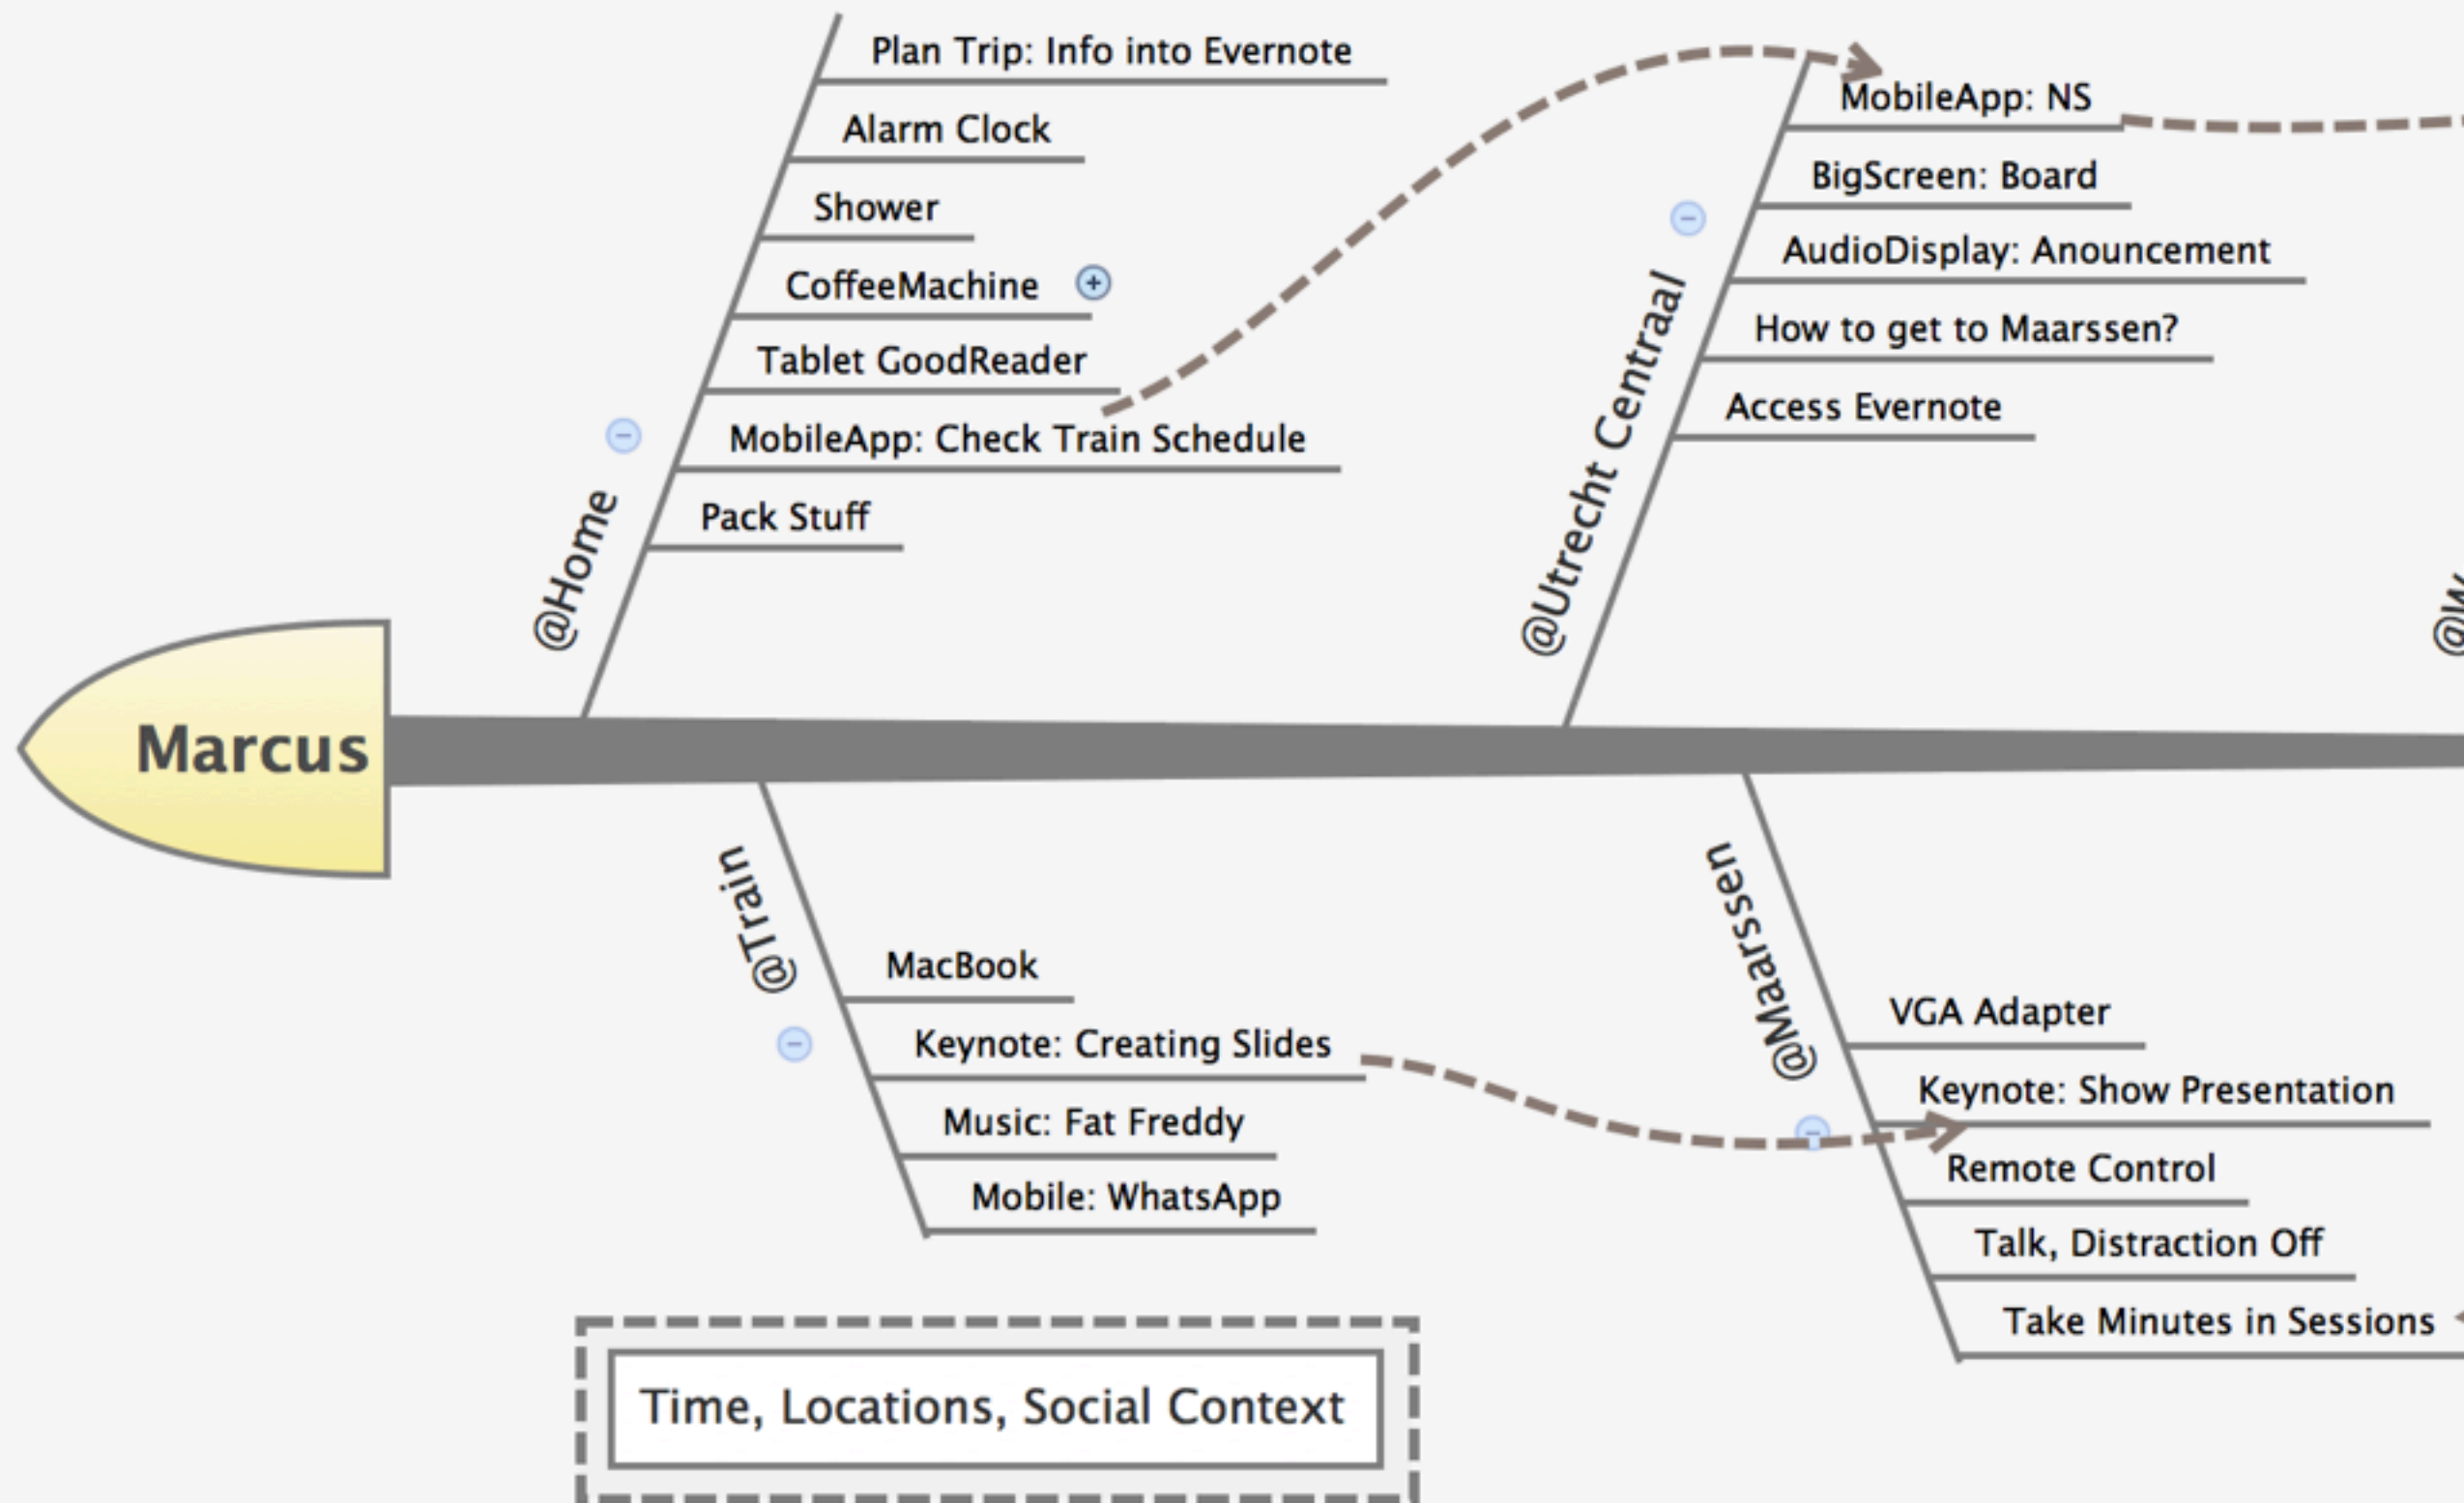 Plan Trip: Info into Evernote
Alarm Clock
Shower
CoffeeMachine
Tablet GoodReader
MobileApp: Check Train Schedule
Pack Stuff
@Home
MobileApp: NS
BigScreen: Board
AudioDisplay: Anouncement
How to get to Maarssen?
Access Evernote
@Utrecht Centraal
@W
Marcus
@Train
MacBook
Keynote: Creating Slides
Music: Fat Freddy
Mobile: WhatsApp
@Maarssen
VGA Adapter
Keynote: Show Presentation
Remote Control
Talk, Distraction Off
Take Minutes in Sessions
Time, Locations, Social Context